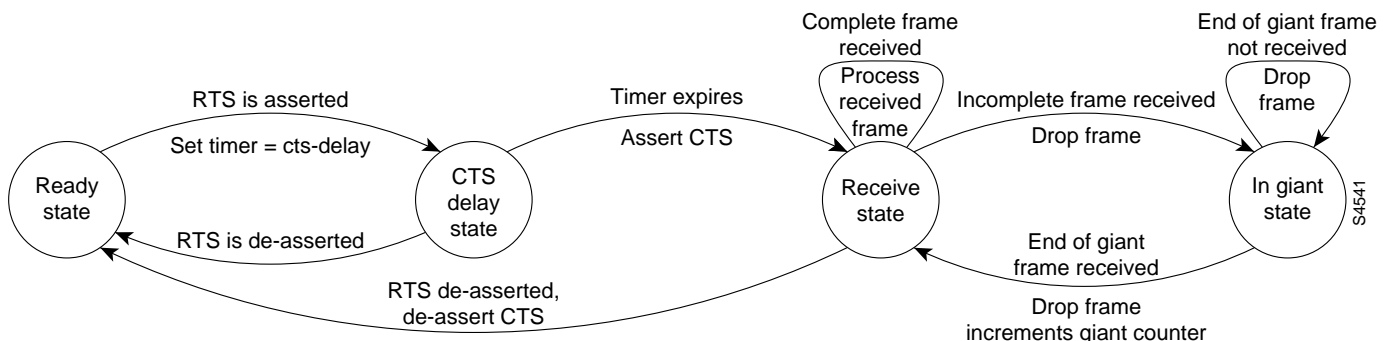 RTS is asserted
Set timer = cts-delay
Ready
state
RTS is de-asserted
CTS
delay
state
Timer expires
Assert CTS
RTS de-asserted,
de-assert CTS
Complete frame
received
Process
received
frame
Receive
state
Incomplete frame received
Drop frame
End of giant
frame received
Drop frame
increments giant counter
End of giant frame
not received
Drop
frame
In giant
state
S4541